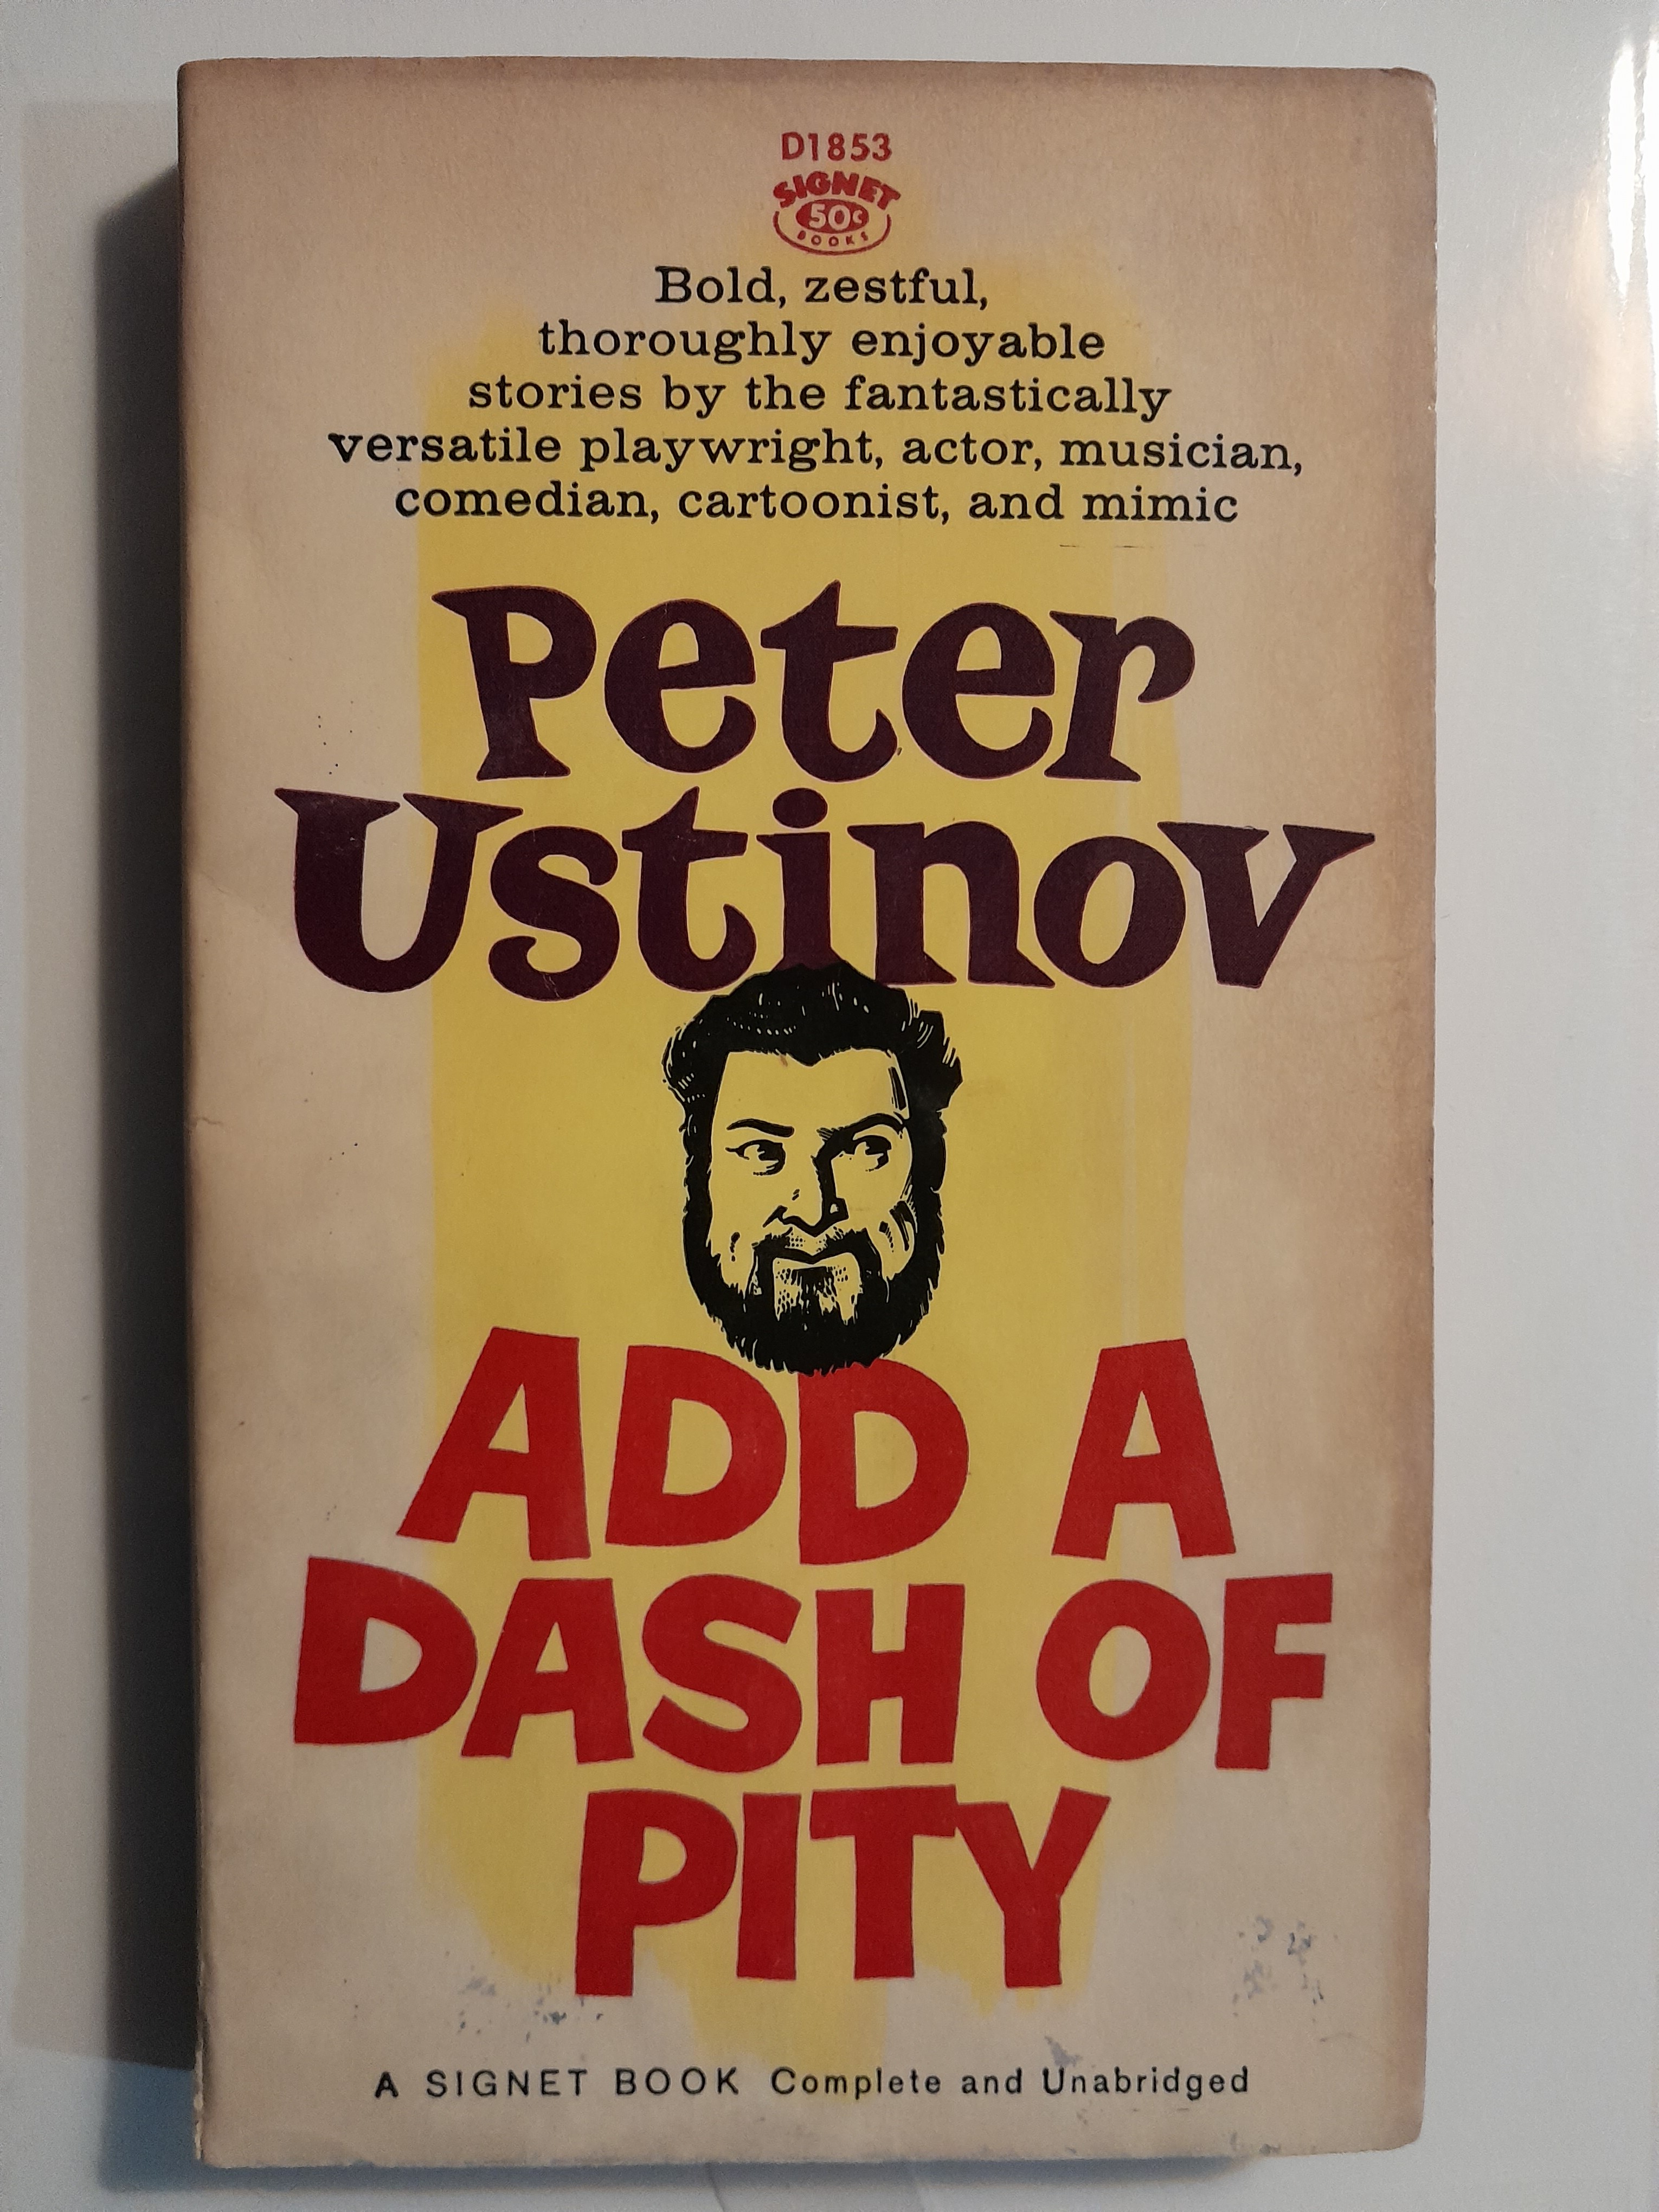 D1853
SIGNET
50c
BOOKS
Bold, zestful,
thoroughly enjoyable
stories by the fantastically
versatile playwright, actor, musician,
comedian, cartoonist, and mimic
Peter
Ustinov
ADD A
DASH OF
PITY
A SIGNET BOOK Complete and Unabridged